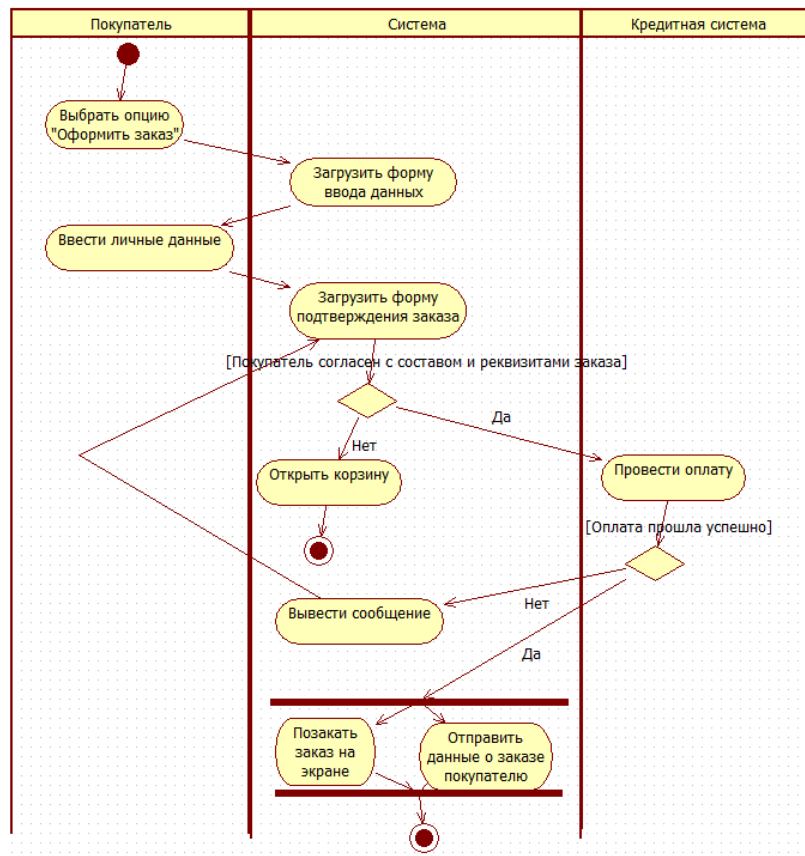 Покупатель
Система
Кредитная система
Выбрать опцию
"Оформить заказ"
Загрузить форму
ввода данных
Ввести личные данные
Загрузить форму
подтверждения заказа
[Покупатель согласен с составом и реквизитами заказа]
Да
Нет
Открыть корзину
Провести оплату
[Оплата прошла успешно]
Вывести сообщение
Нет
Да
Позакать
заказ на
экране
Отправить
данные о заказе
покупателю